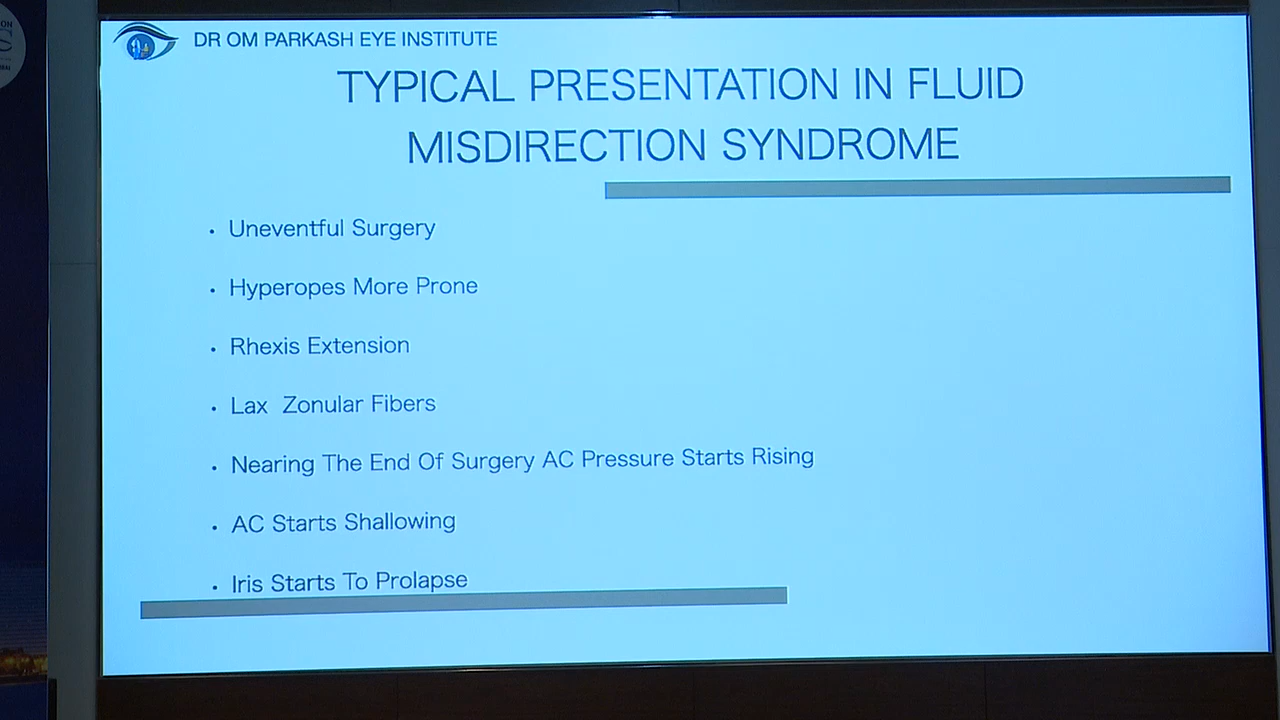 DR OM PARKASH EYE INSTITUTE
TYPICAL PRESENTATION IN FLUID
MISDIRECTION SYNDROME
• Uneventful Surgery
• Hyperopes More Prone
• Rhexis Extension
• Lax Zonular Fibers
• Nearing The End Of Surgery AC Pressure Starts Rising
• AC Starts Shallowing
• Iris Starts To Prolapse